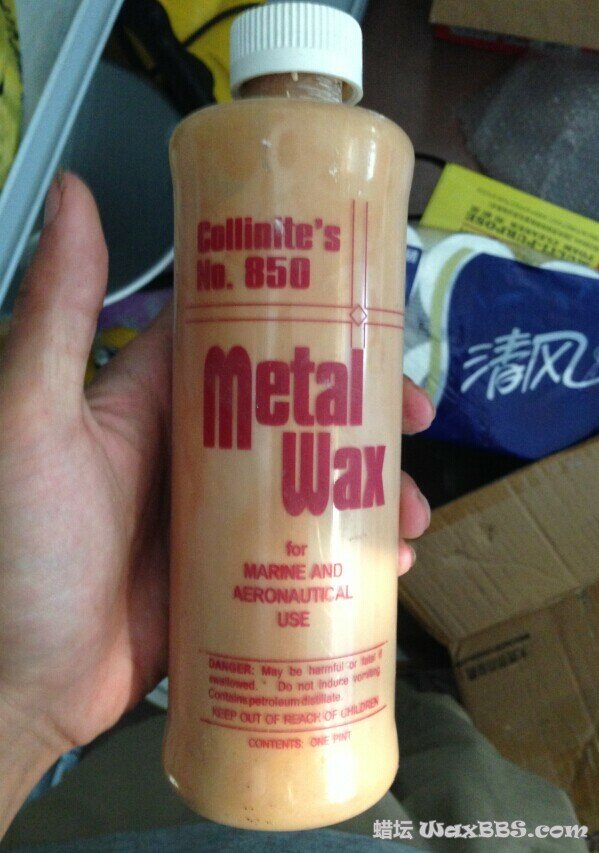 Collinite's
No. 850
Metal
Wax
for
MARINE AND
AERONAUTICAL
USE
DANGER: May be harmful or fatal if
swallowed. Do not induce vomiting.
Contains petroleum distillate.
KEEP OUT OF REACH OF CHILDREN
CONTENTS: ONE PINT
清风
蜡坛 WaxBBS.com